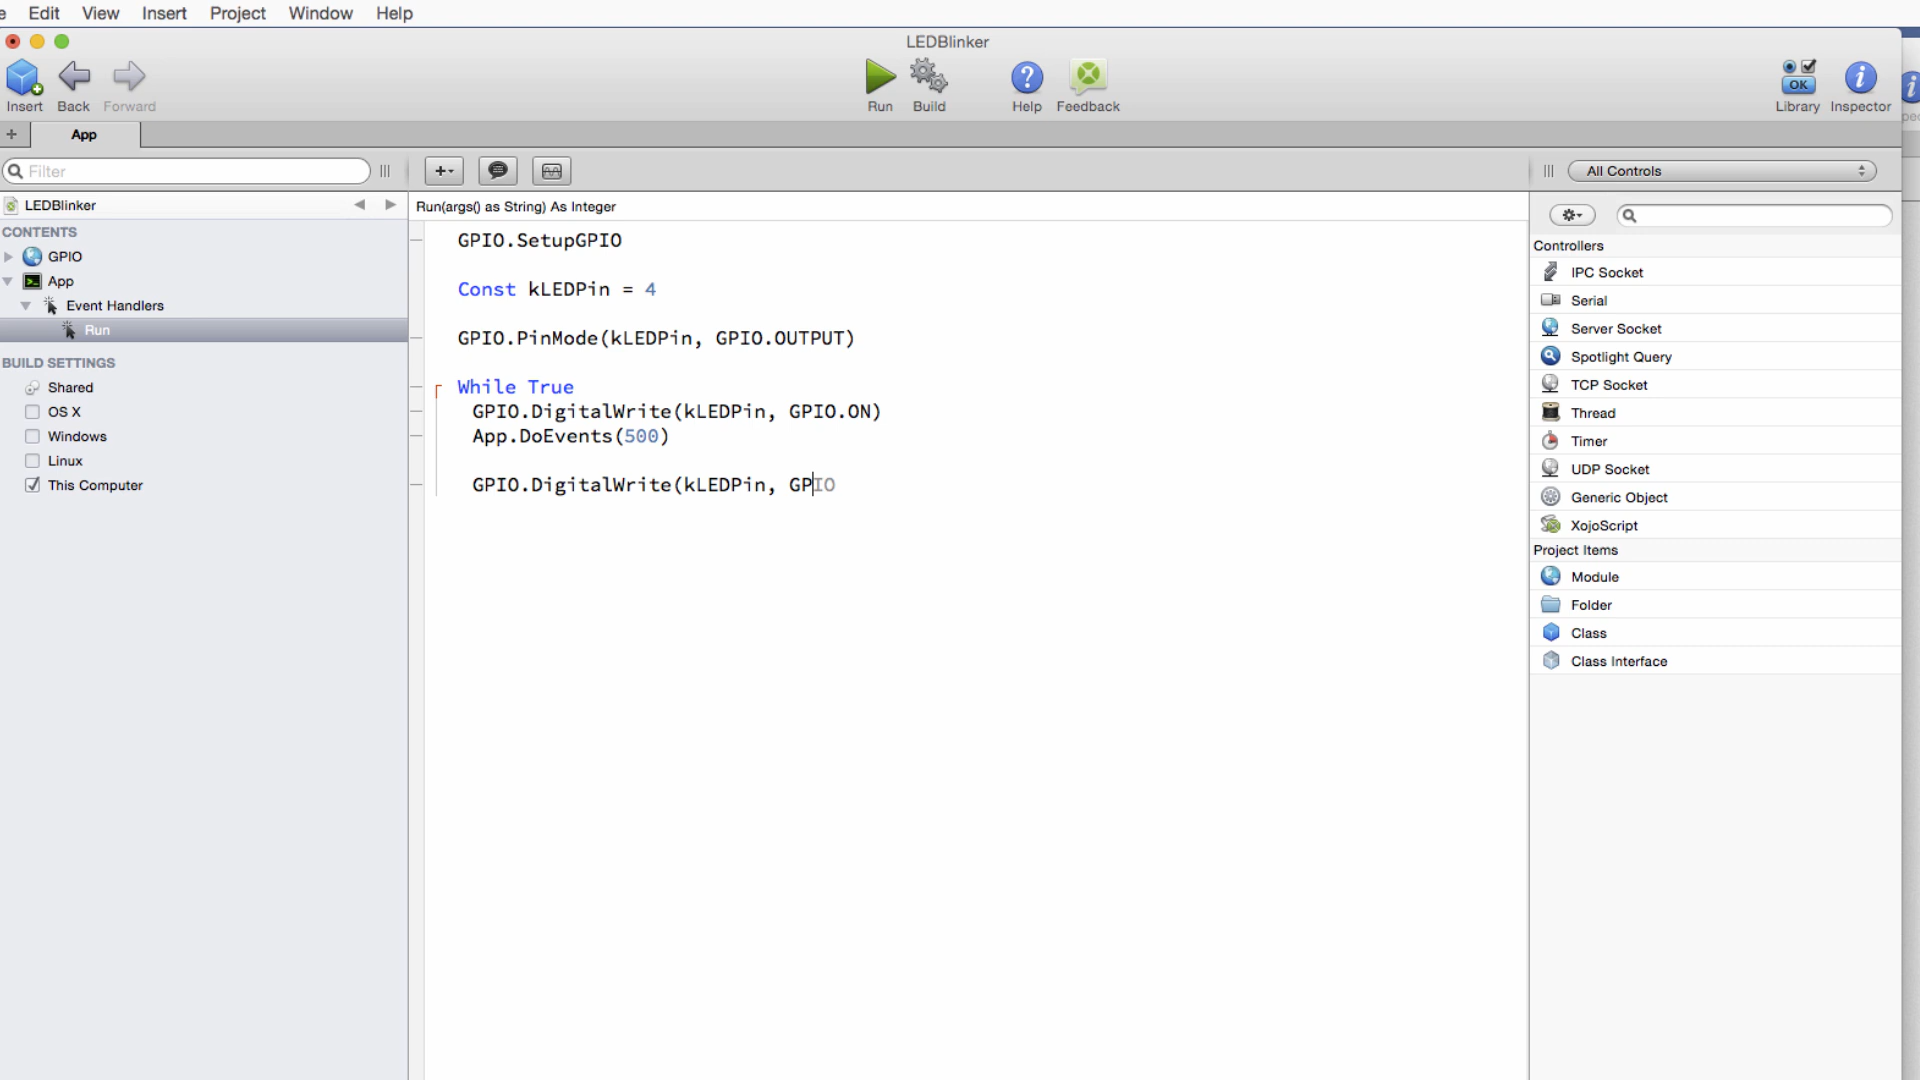 Edit View Insert Project Window Help
LEDBlinker
Insert Back Forward Run Build Help Feedback Library Inspector
+ App
Filter
All Controls
LEDBlinker
Run(args() as String) As Integer
CONTENTS
GPIO
App
Event Handlers
Run
BUILD SETTINGS
Shared
OS X
Windows
Linux
This Computer
GPIO.SetupGPIO
Const kLEDPin = 4
GPIO.PinMode(kLEDPin, GPIO.OUTPUT)
While True
GPIO.DigitalWrite(kLEDPin, GPIO.ON)
App.DoEvents(500)
GPIO.DigitalWrite(kLEDPin, GPIO
Controllers
IPC Socket
Serial
Server Socket
Spotlight Query
TCP Socket
Thread
Timer
UDP Socket
Generic Object
XojoScript
Project Items
Module
Folder
Class
Class Interface